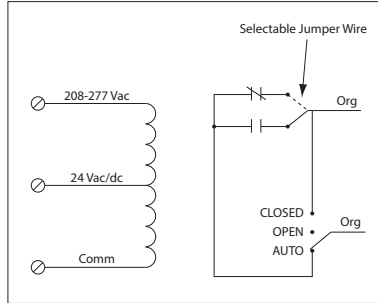 Selectable Jumper Wire
208-277 Vac
Org
24 Vac/dc
CLOSED
Org
OPEN
AUTO
Comm